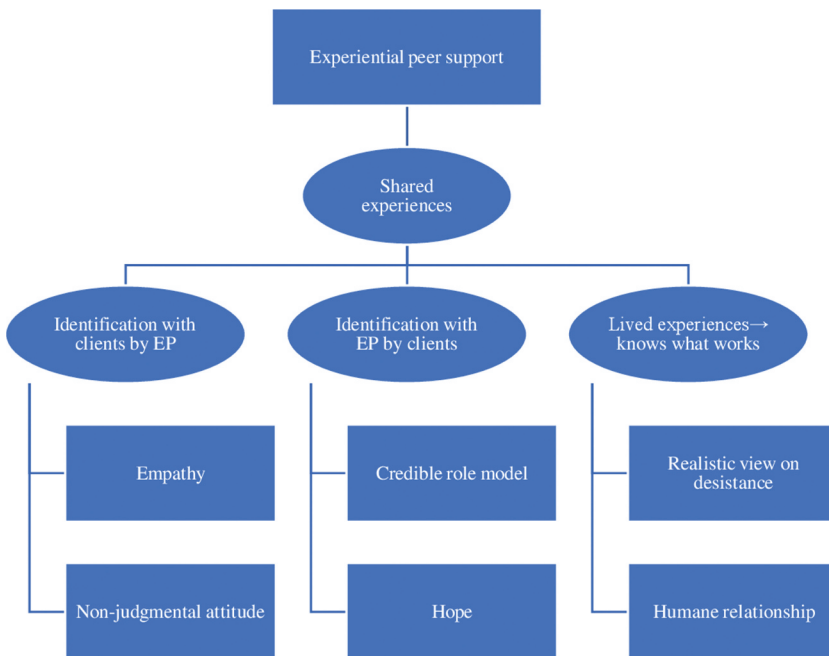 Experiential peer support
Shared
experiences
Identification with
clients by EP
Identification with
EP by clients
Lived experiences→
knows what works
Empathy
Credible role model
Realistic view on
desistance
Non-judgmental attitude
Hope
Humane relationship